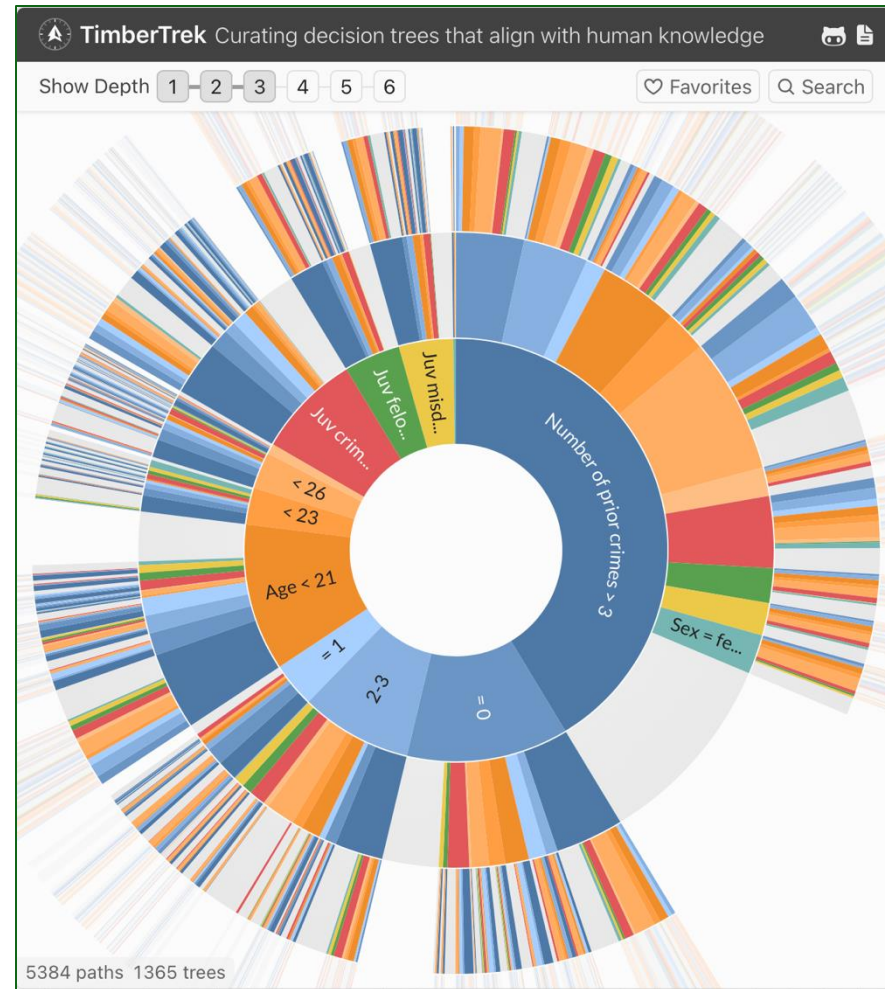 TimberTrek Curating decision trees that align with human knowledge
Show Depth 1 2 3 4 5 6 Favorites Search
Number of prior crimes > 3
Juv misd...
Juv felo...
Juv crim...
< 26
< 23
Age < 21
= 1
2-3
= 0
Sex = fe...
5384 paths 1365 trees